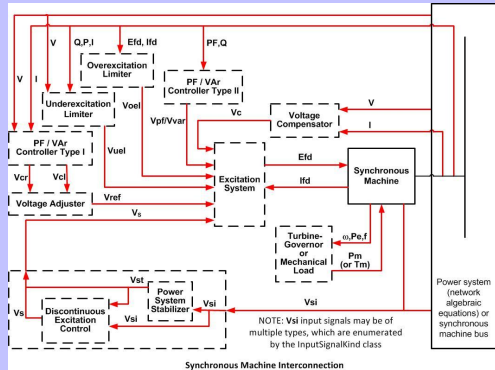 V
Q,P,I
Efd, Ifd
PF,Q
Overexcitation
Limiter
V
I
Voel
PF / VAr
Controller Type II
Vc
V
Underexcitation
Limiter
Vpf/Vvar
Voltage
Compensator
I
PF / VAr
Controller Type I
Vuel
Efd
Excitation
System
Synchronous
Machine
Vcr
Vcl
Vref
Ifd
Voltage Adjuster
Vs
Turbine-
Governor
or
Mechanical
Load
ω,Pe,f
Pm
(or Tm)
Vst
Power
System
Stabilizer
Vsi
Vsi
Vs
Discontinuous
Excitation
Control
Vsi
NOTE: Vsi input signals may be of
multiple types, which are enumerated
by the InputSignalKind class
Power system
(network
algebraic
equations) or
synchronous
machine bus
Synchronous Machine Interconnection